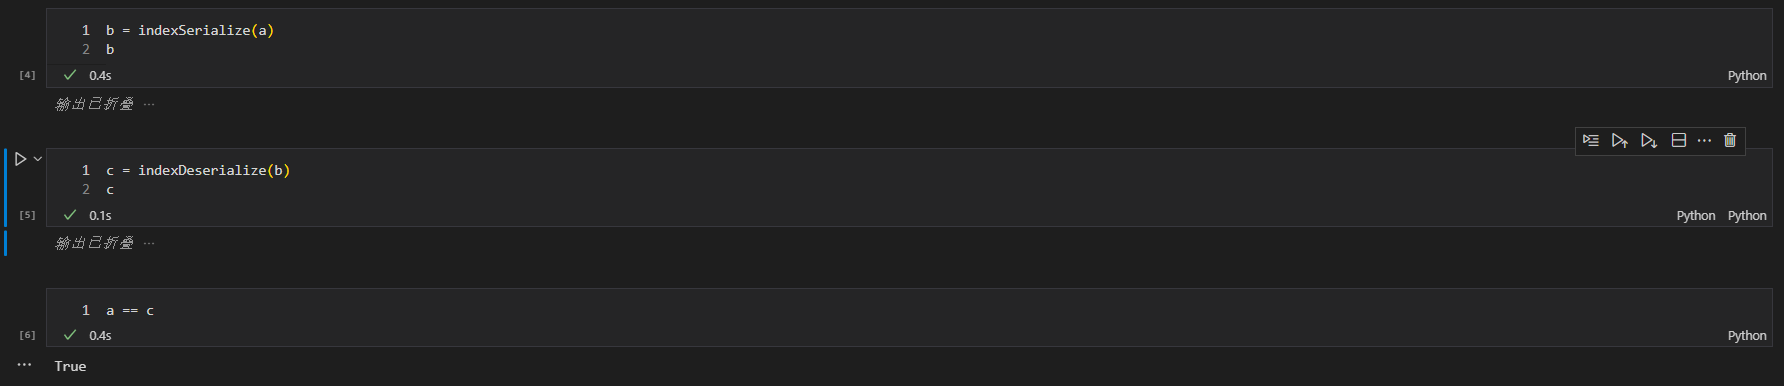 1 b = indexSerialize(a)
2 b
[4] 0.4s Python
输出已折叠 ...
1 c = indexDeserialize(b)
2 c
[5] 0.1s Python Python
输出已折叠 ...
1 a == c
[6] 0.4s Python
... True